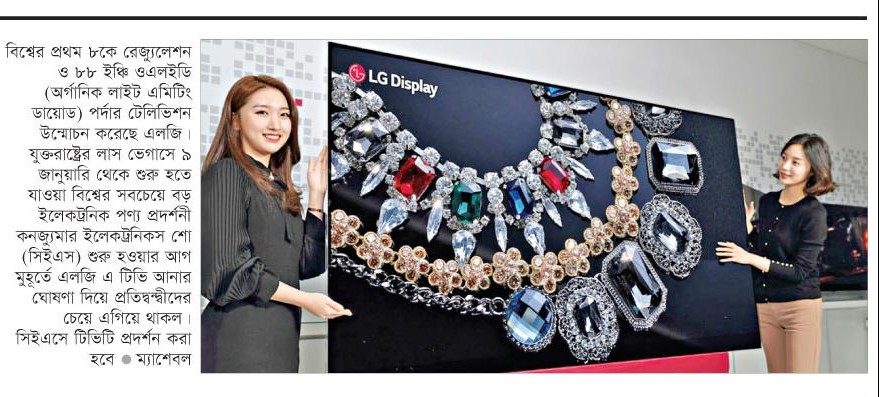 বিশ্বের প্রথম ৮কে রেজ্যুলেশন
ও ৮৮ ইঞ্চি ওএলইডি
(অর্গানিক লাইট এমিটিং
ডায়োড) পর্দার টেলিভিশন
উন্মোচন করেছে এলজি।
যুক্তরাষ্ট্রের লাস ভেগাসে ৯
জানুয়ারি থেকে শুরু হতে
যাওয়া বিশ্বের সবচেয়ে বড়
ইলেকট্রনিক পণ্য প্রদর্শনী
কনজ্যুমার ইলেকট্রনিকস শো
(সিইএস) শুরু হওয়ার আগ
মুহূর্তে এলজি এ টিভি আনার
ঘোষণা দিয়ে প্রতিদ্বন্দ্বীদের
চেয়ে এগিয়ে থাকল।
সিইএসে টিভিটি প্রদর্শন করা
হবে ● ম্যাশেবল
LG Display